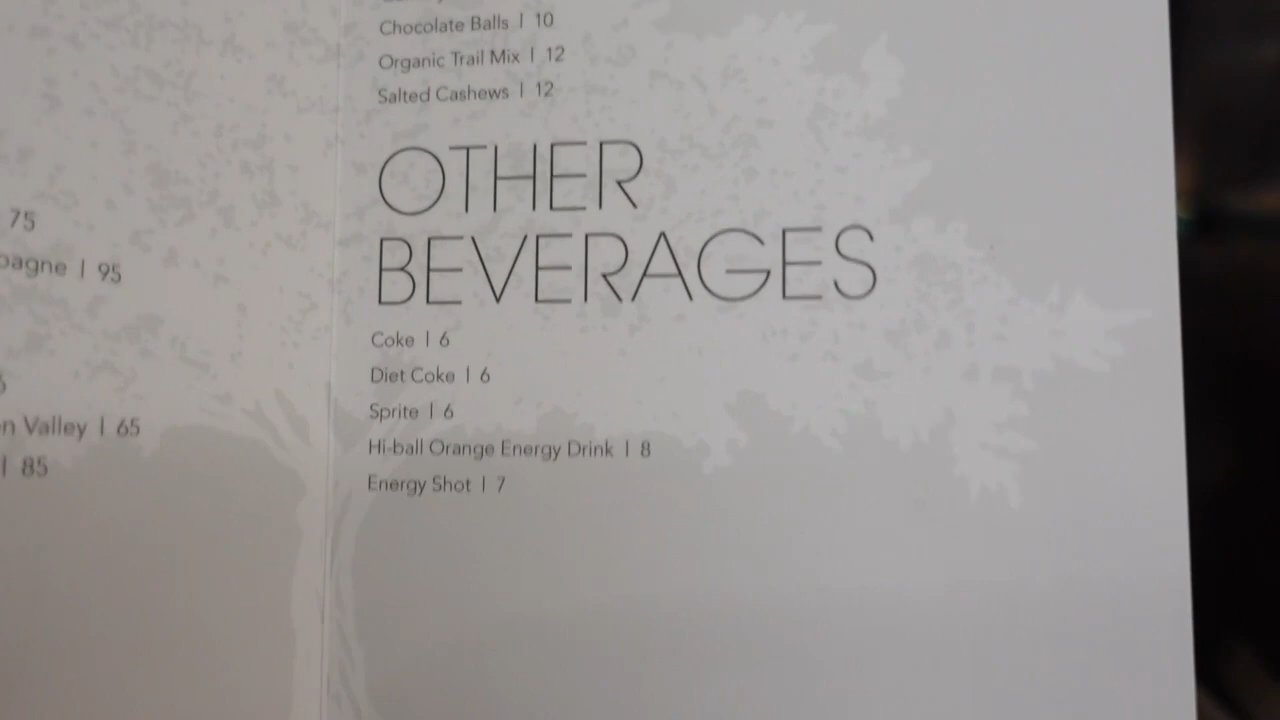 75
95
Valley | 65
| 85
Chocolate Balls | 10
Organic Trail Mix | 12
Salted Cashews | 12
OTHER
BEVERAGES
Coke | 6
Diet Coke | 6
Sprite | 6
Hi-ball Orange Energy Drink | 8
Energy Shot | 7